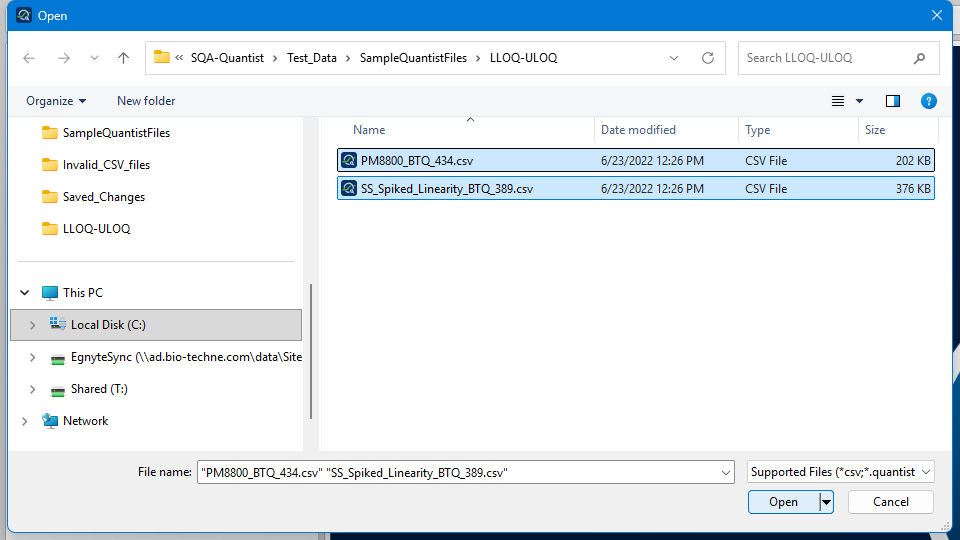 Open
« SQA-Quantist > Test_Data > SampleQuantistFiles > LLOQ-ULOQ
Search LLOQ-ULOQ
Organize
New folder
SampleQuantistFiles
Invalid_CSV_files
Saved_Changes
LLOQ-ULOQ
This PC
Local Disk (C:)
EgnyteSync (\\ad.bio-techne.com\data\Site
Shared (T:)
Network
Name Date modified Type Size
PM8800_BTQ_434.csv 6/23/2022 12:26 PM CSV File 202 KB
SS_Spiked_Linearity_BTQ_389.csv 6/23/2022 12:26 PM CSV File 376 KB
File name: "PM8800_BTQ_434.csv" "SS_Spiked_Linearity_BTQ_389.csv"
Supported Files (*csv;*.quantist
Open
Cancel